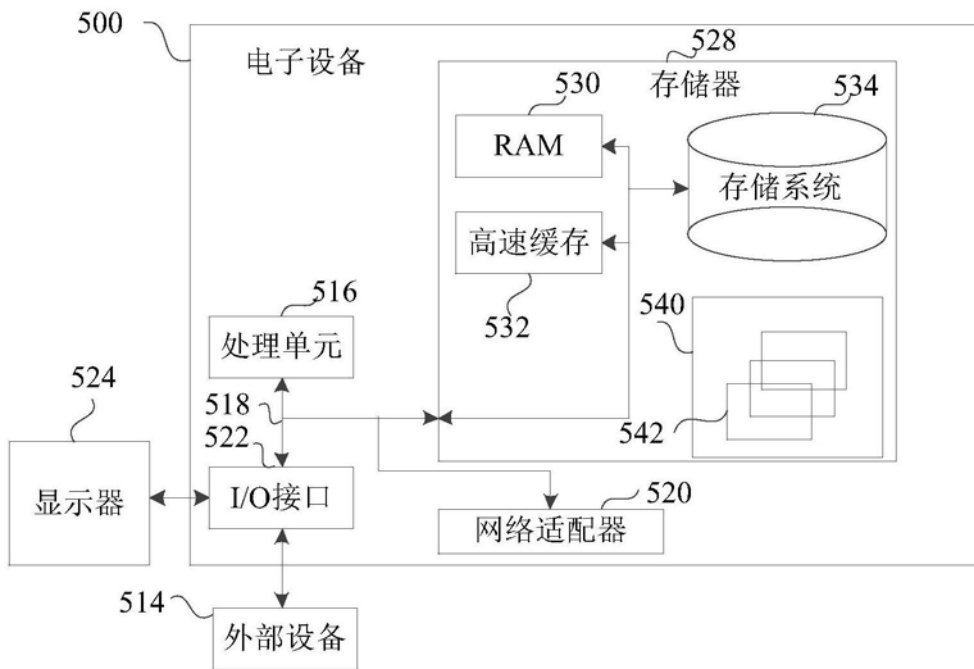 500
电子设备
528
存储器
530
RAM
534
存储系统
高速缓存
532
516
处理单元
540
542
524
显示器
518
522
I/O接口
520
网络适配器
514
外部设备